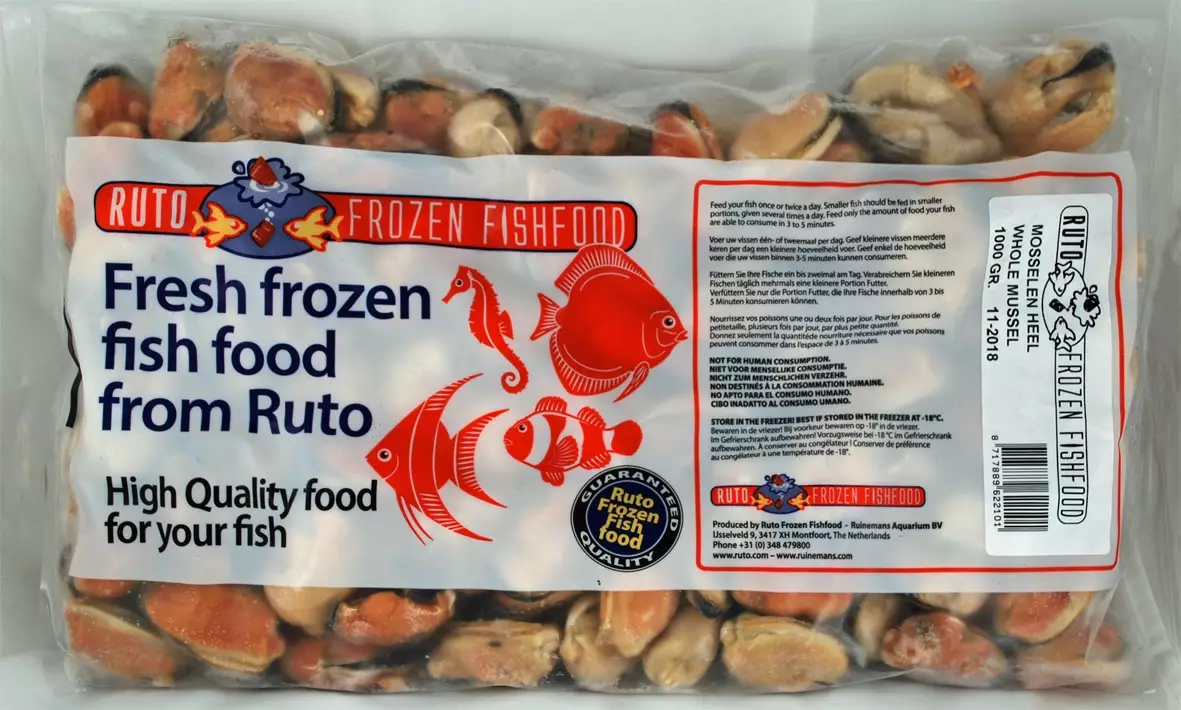 RUTO FROZEN FISHFOOD
Fresh frozen
fish food
from Ruto
High Quality food
for your fish
GUARANTEED
Ruto
Frozen
Fish
food
QUALITY
Feed your fish once or twice a day. Smaller fish should be fed in smaller
portions, given several times a day. Feed only the amount of food your fish
are able to consume in 3 to 5 minutes.
Voer uw vissen één- of tweemaal per dag. Geef kleinere vissen meerdere
keren per dag een kleinere hoeveelheid voer. Geef enkel de hoeveelheid
voer die uw vissen binnen 3-5 minuten kunnen consumeren.
Füttern Sie Ihre Fische ein bis zweimal am Tag. Verabreichern Sie kleineren
Fischen täglich mehrmals eine kleinere Portion Futter.
Verfüttern Sie nur die Portion Futter, die Ihre Fische innerhalb von 3 bis
5 Minuten konsumieren können.
Nourrissez vos poissons une ou deux fois par jour. Pour les poissons de
petitetaille, plusieurs fois par jour, par plus petite quantité.
Donnez seulement la quantitéde nourriture nécessaire que vos poissons
peuvent consommer dans l'espace de 3 à 5 minutes.
NOT FOR HUMAN CONSUMPTION.
NIET VOOR MENSELIJKE CONSUMPTIE.
NICHT ZUM MENSCHLICHEN VERZEHR.
NON DESTINÉS À LA CONSOMMATION HUMAINE.
NO APTO PARA EL CONSUMO HUMANO.
CIBO INADATTO AL CONSUMO UMANO.
STORE IN THE FREEZER! BEST IF STORED IN THE FREEZER AT -18°C.
Bewaren in de vriezer! Bij voorkeur bewaren op -18° in de vriezer.
Im Gefrierschrank aufbewahren! Vorzugsweise bei -18 °C im Gefrierschrank
aufbewahren. À conserver au congélateur ! Conserver de préférence
au congélateur à une température de -18°.
RUTO FROZEN FISHFOOD
Produced by Ruto Frozen Fishfood - Ruinemans Aquarium BV
IJsselveld 9, 3417 XH Montfoort, The Netherlands
Phone +31 (0) 348 479800
www.ruto.com – www.ruinemans.com
RUTO FROZEN FISHFOOD
MOSSELEN HEEL
WHOLE MUSSEL
1000 GR. 11-2018
8 717889 622101